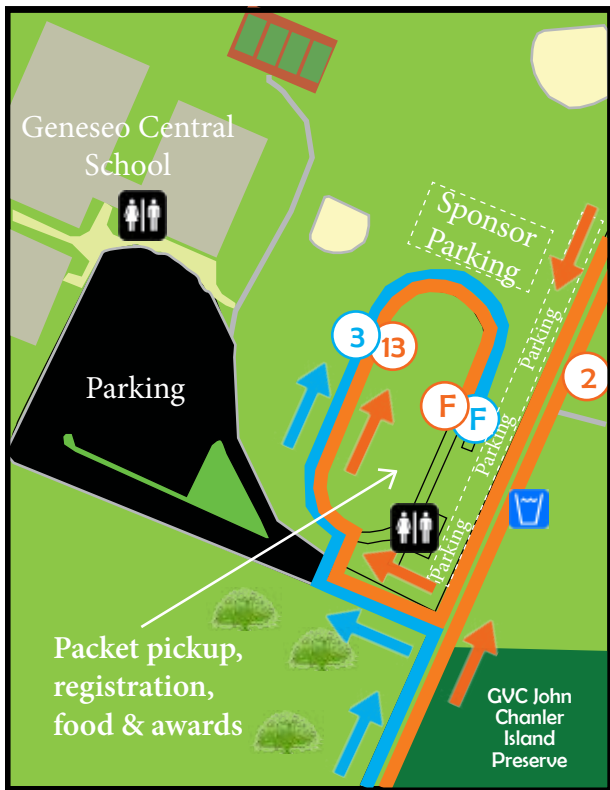 Geneseo Central
School
Sponsor
Parking
Parking
3
13
2
Parking
F
F
Parking
Parking
Packet pickup,
registration,
food & awards
GVC John
Chanler
Island
Preserve